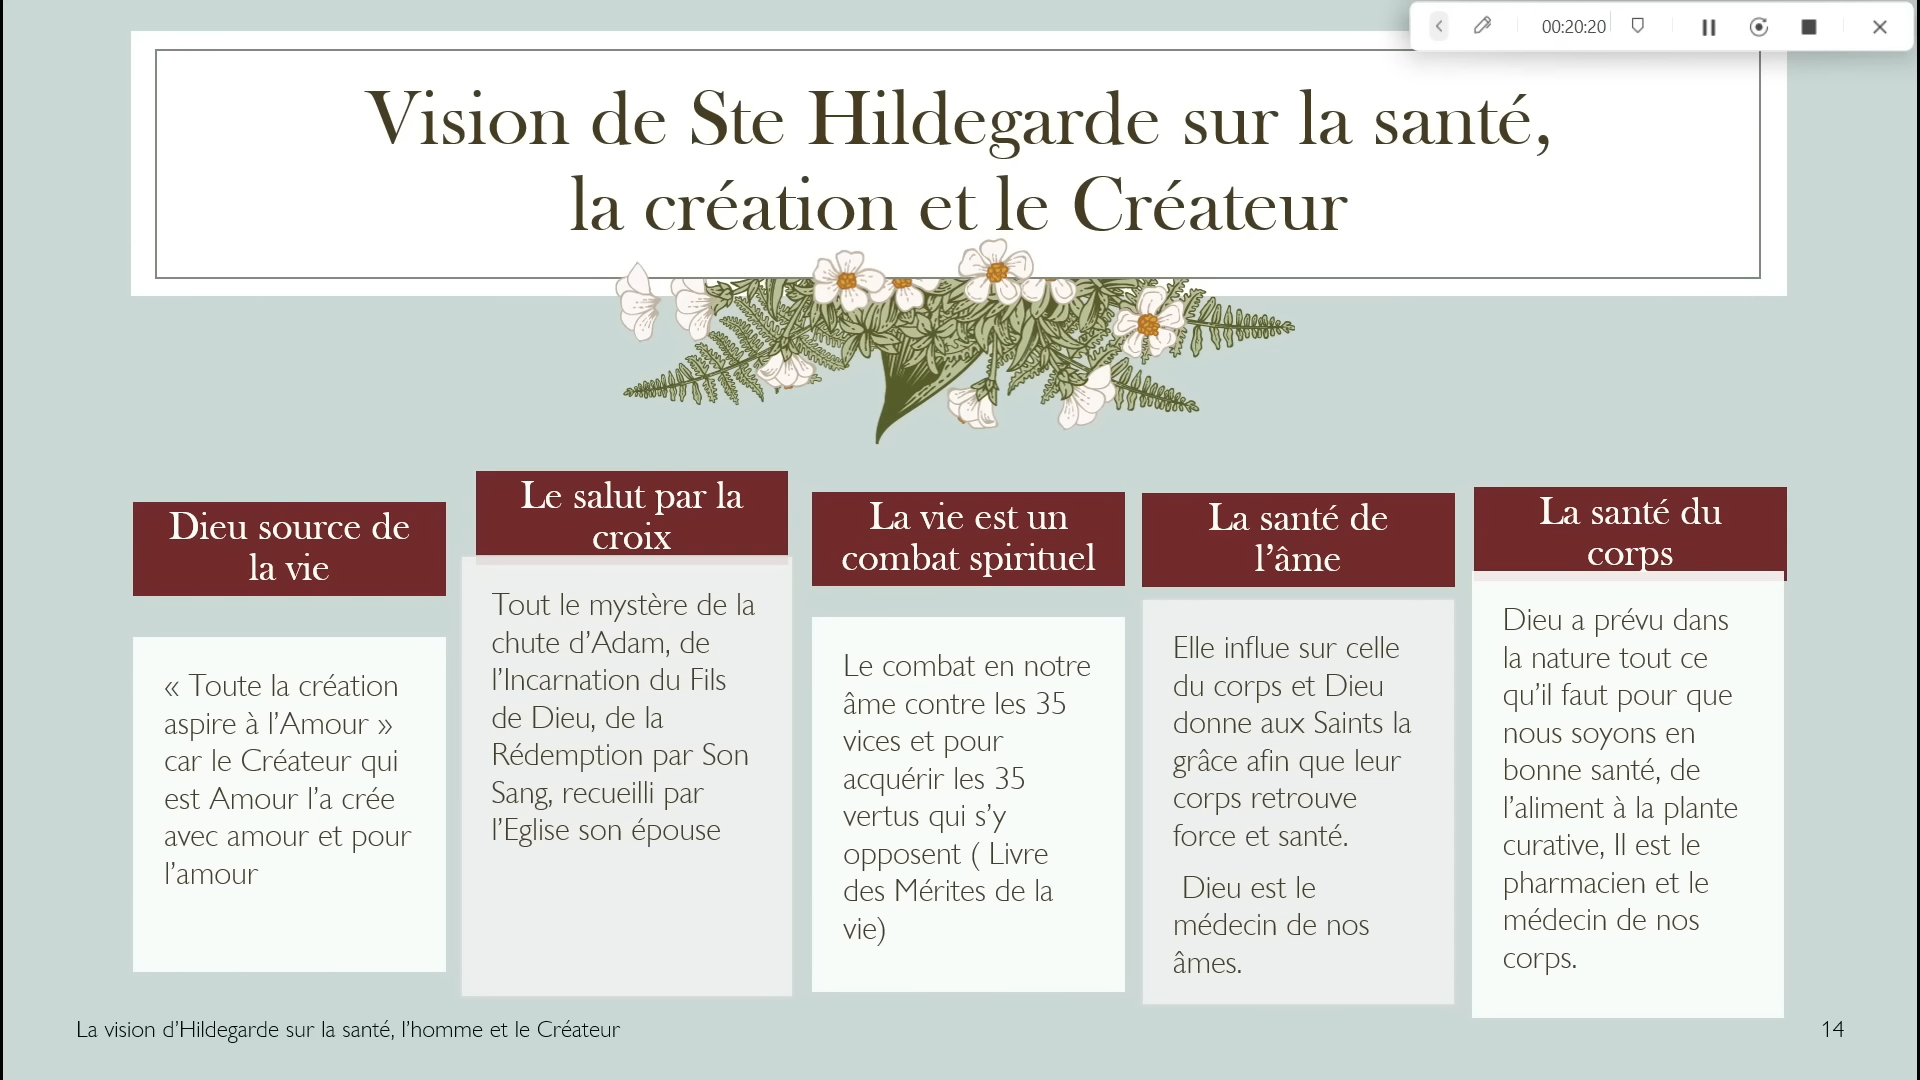 00:20:20
Vision de Ste Hildegarde sur la santé,
la création et le Créateur
Dieu source de
la vie
« Toute la création
aspire à l’Amour »
car le Créateur qui
est Amour l’a crée
avec amour et pour
l’amour
Le salut par la
croix
Tout le mystère de la
chute d’Adam, de
l’Incarnation du Fils
de Dieu, de la
Rédemption par Son
Sang, recueilli par
l’Eglise son épouse
La vie est un
combat spirituel
Le combat en notre
âme contre les 35
vices et pour
acquérir les 35
vertus qui s’y
opposent ( Livre
des Mérites de la
vie)
La santé de
l’âme
Elle influe sur celle
du corps et Dieu
donne aux Saints la
grâce afin que leur
corps retrouve
force et santé.
Dieu est le
médecin de nos
âmes.
La santé du
corps
Dieu a prévu dans
la nature tout ce
qu’il faut pour que
nous soyons en
bonne santé, de
l’aliment à la plante
curative, Il est le
pharmacien et le
médecin de nos
corps.
La vision d’Hildegarde sur la santé, l’homme et le Créateur
14